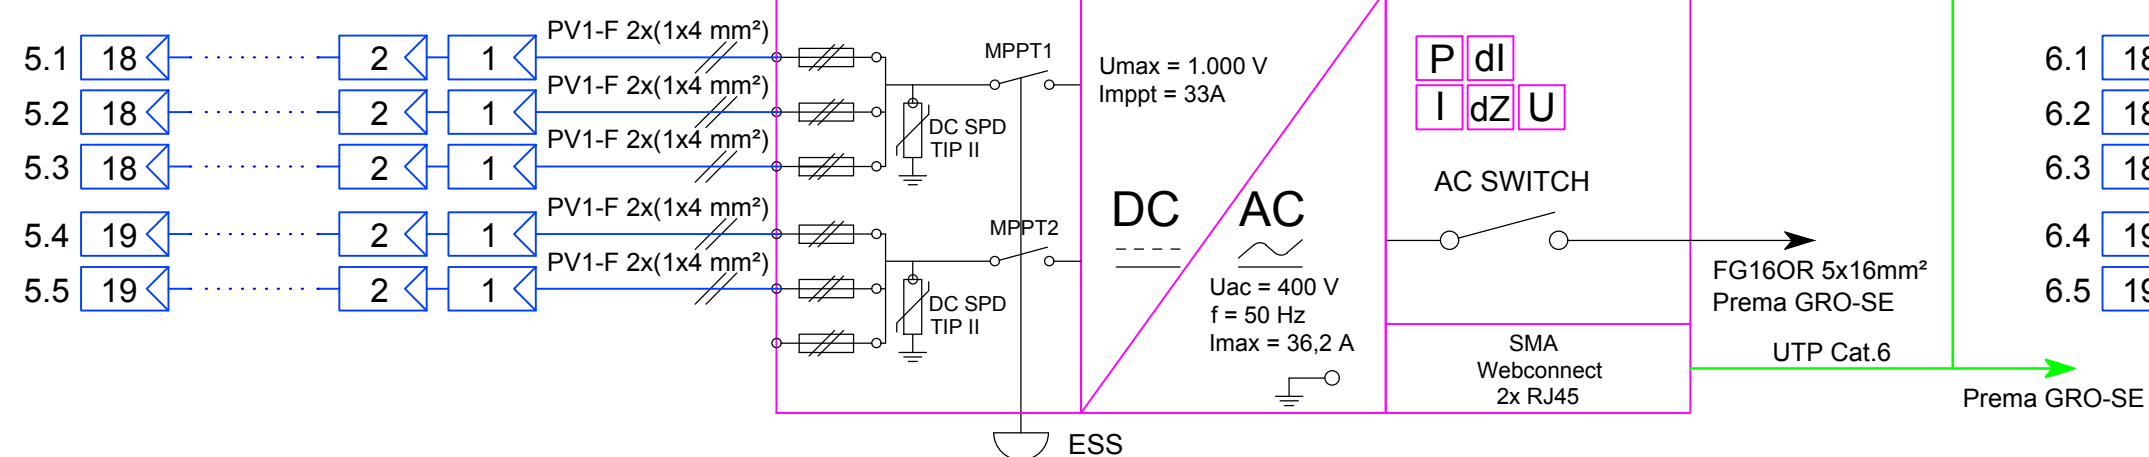 5.1 18 2 1 PV1-F 2x(1x4 mm²)
5.2 18 2 1 PV1-F 2x(1x4 mm²)
5.3 18 2 1 PV1-F 2x(1x4 mm²)
5.4 19 2 1 PV1-F 2x(1x4 mm²)
5.5 19 2 1 PV1-F 2x(1x4 mm²)
MPPT1
DC SPD
TIP II
MPPT2
DC SPD
TIP II
ESS
Umax = 1.000 V
Imppt = 33A
DC AC
Uac = 400 V
f = 50 Hz
Imax = 36,2 A
P dI
I dZ U
AC SWITCH
SMA
Webconnect
2x RJ45
FG16OR 5x16mm²
Prema GRO-SE
UTP Cat.6
Prema GRO-SE
6.1 18
6.2 18
6.3 18
6.4 19
6.5 19